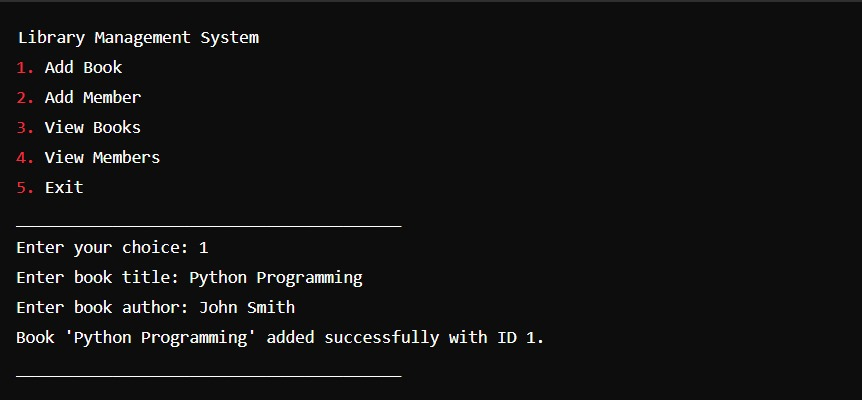 Library Management System
1. Add Book
2. Add Member
3. View Books
4. View Members
5. Exit
________________________________________
Enter your choice: 1
Enter book title: Python Programming
Enter book author: John Smith
Book 'Python Programming' added successfully with ID 1.
________________________________________